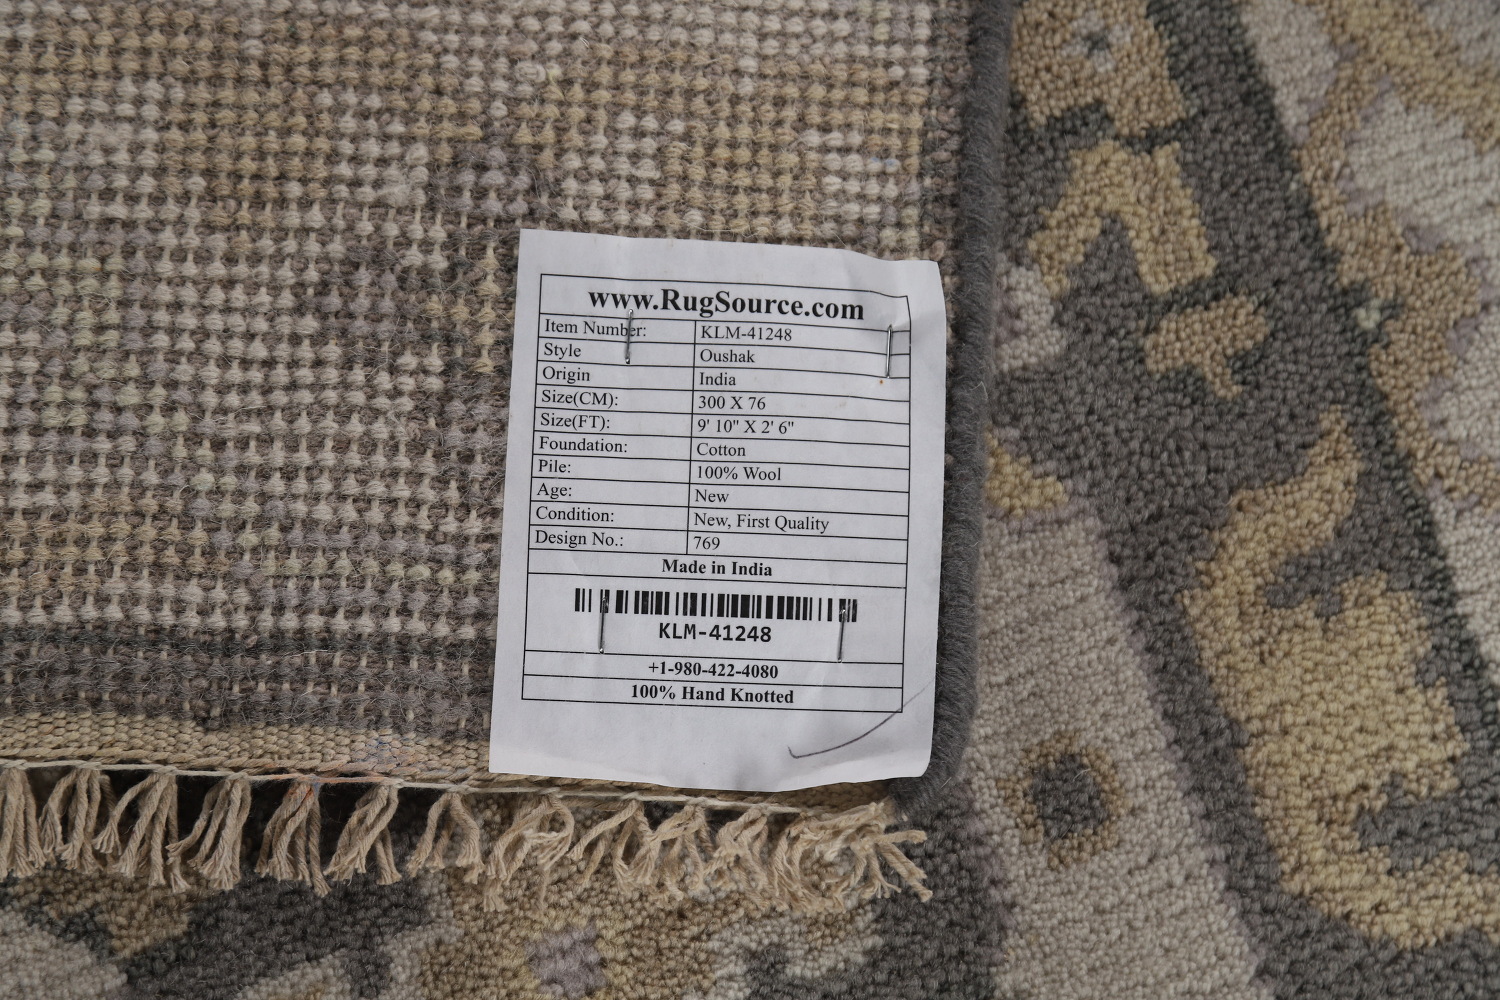 www.RugSource.com
Item Number: KLM-41248
Style Oushak
Origin India
Size(CM): 300 X 76
Size(FT): 9' 10" X 2' 6"
Foundation: Cotton
Pile: 100% Wool
Age: New
Condition: New, First Quality
Design No.: 769
Made in India
KLM-41248
+1-980-422-4080
100% Hand Knotted